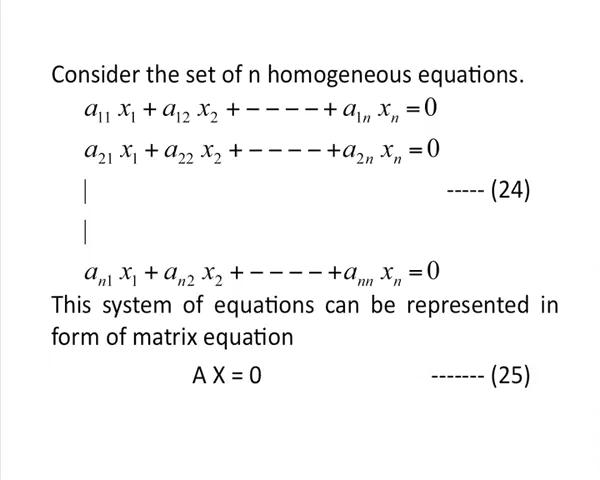 Consider the set of n homogeneous equations.
a₁₁ x₁ + a₁₂ x₂ + − − − − + a₁ₙ xₙ = 0
a₂₁ x₁ + a₂₂ x₂ + − − − − + a₂ₙ xₙ = 0
| ----- (24)
|
aₙ₁ x₁ + aₙ₂ x₂ + − − − − + aₙₙ xₙ = 0
This system of equations can be represented in
form of matrix equation
A X = 0 ------- (25)